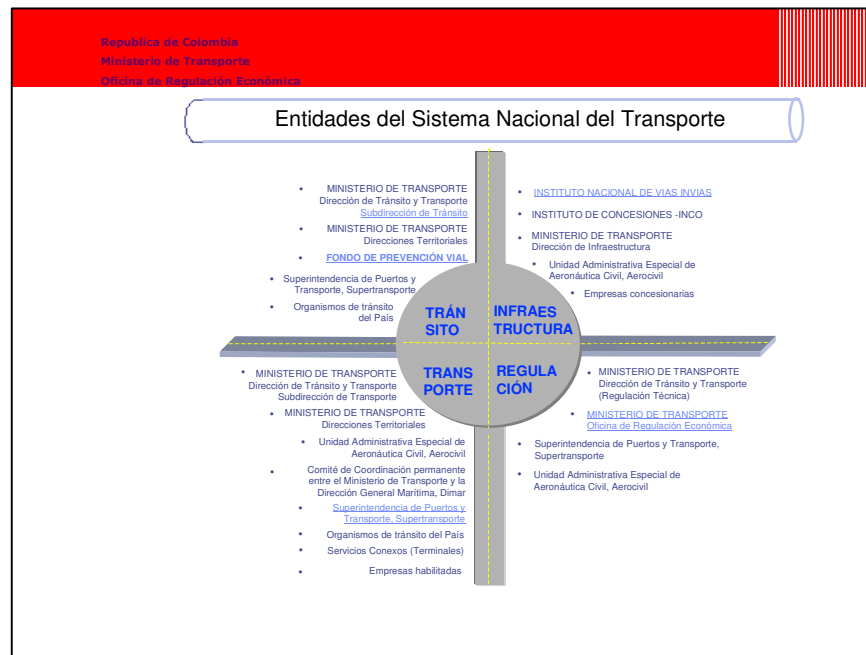 Republica de Colombia
Ministerio de Transporte
Oficina de Regulación Económica
Entidades del Sistema Nacional del Transporte
• MINISTERIO DE TRANSPORTE
Dirección de Tránsito y Transporte
Subdirección de Tránsito
• MINISTERIO DE TRANSPORTE
Direcciones Territoriales
• FONDO DE PREVENCIÓN VIAL
• Superintendencia de Puertos y
Transporte, Supertransporte
• Organismos de tránsito
del País
• INSTITUTO NACIONAL DE VIAS INVIAS
• INSTITUTO DE CONCESIONES -INCO
• MINISTERIO DE TRANSPORTE
Dirección de Infraestructura
• Unidad Administrativa Especial de
Aeronáutica Civil, Aerocivil
• Empresas concesionarias
TRÁN
SITO
INFRAES
TRUCTURA
TRANS
PORTE
REGULA
CIÓN
• MINISTERIO DE TRANSPORTE
Dirección de Tránsito y Transporte
Subdirección de Transporte
• MINISTERIO DE TRANSPORTE
Direcciones Territoriales
• Unidad Administrativa Especial de
Aeronáutica Civil, Aerocivil
• Comité de Coordinación permanente
entre el Ministerio de Transporte y la
Dirección General Marítima, Dimar
• Superintendencia de Puertos y
Transporte, Supertransporte
• Organismos de tránsito del País
• Servicios Conexos (Terminales)
• Empresas habilitadas
• MINISTERIO DE TRANSPORTE
Dirección de Tránsito y Transporte
(Regulación Técnica)
• MINISTERIO DE TRANSPORTE
Oficina de Regulación Económica
• Superintendencia de Puertos y Transporte,
Supertransporte
• Unidad Administrativa Especial de
Aeronáutica Civil, Aerocivil